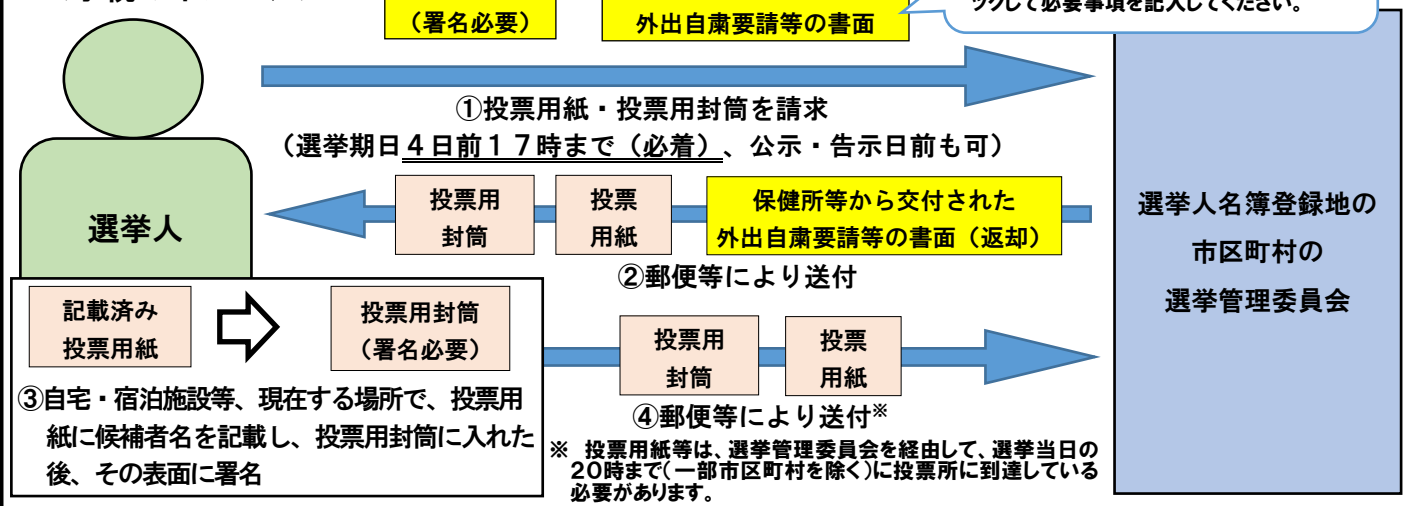 （署名必要）
外出自粛要請等の書面
ックして必要事項を記入してください。
①投票用紙・投票用封筒を請求
（選挙期日４日前１７時まで（必着）、公示・告示日前も可）
選挙人
投票用
封筒
投票
用紙
保健所等から交付された
外出自粛要請等の書面（返却）
②郵便等により送付
選挙人名簿登録地の
市区町村の
選挙管理委員会
記載済み
投票用紙
投票用封筒
（署名必要）
③自宅・宿泊施設等、現在する場所で、投票用
紙に候補者名を記載し、投票用封筒に入れた
後、その表面に署名
投票用
封筒
投票
用紙
④郵便等により送付※
※ 投票用紙等は、選挙管理委員会を経由して、選挙当日の
２０時まで（一部市区町村を除く）に投票所に到達している
必要があります。